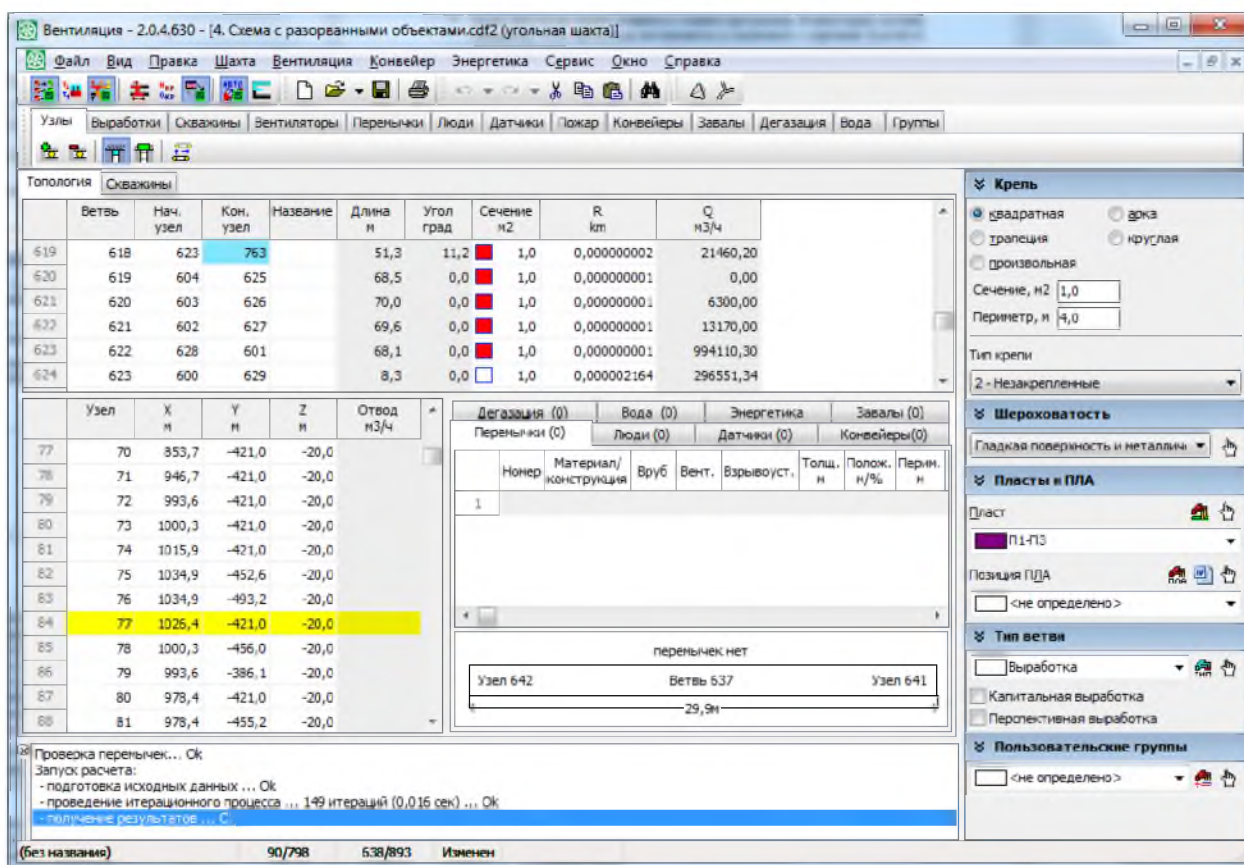 Вентиляция - 2.0.4.630 - [4. Схема с разорванными объектами.cdf2 (угольная шахта)]
Файл Вид Правка Шахта Вентиляция Конвейер Энергетика Сервис Окно Справка
Узлы Выработки Скважины Вентиляторы Перемычки Люди Датчики Пожар Конвейеры Завалы Дегазация Вода Группы
Топология Скважины
Ветвь Нач. узел Кон. узел Название Длина м Угол град Сечение м2 R km Q м3/ч
619 618 623 763 51,3 11,2 1,0 0,000000002 21460,20
620 619 604 625 68,5 0,0 1,0 0,000000001 0,00
621 620 603 626 70,0 0,0 1,0 0,000000001 6300,00
622 621 602 627 69,6 0,0 1,0 0,000000001 13170,00
623 622 628 601 68,1 0,0 1,0 0,000000001 994110,30
624 623 600 629 8,3 0,0 1,0 0,000002164 296551,34
Узел X м Y м Z м Отвод м3/ч
77 70 853,7 -421,0 -20,0
78 71 946,7 -421,0 -20,0
79 72 993,6 -421,0 -20,0
80 73 1000,3 -421,0 -20,0
81 74 1015,9 -421,0 -20,0
82 75 1034,9 -452,6 -20,0
83 76 1034,9 -493,2 -20,0
84 77 1026,4 -421,0 -20,0
85 78 1000,3 -456,0 -20,0
86 79 993,6 -386,1 -20,0
87 80 978,4 -421,0 -20,0
88 81 978,4 -455,2 -20,0
Дегазация (0) Вода (0) Энергетика Завалы (0)
Перемычки (0) Люди (0) Датчики (0) Конвейеры(0)
Номер Материал/ конструкция Вруб Вент. Взрывоуст. Толщ. м Полож. м/% Перим. м
1
перемычек нет
Узел 642 Ветвь 637 Узел 641
29,9м
Крепь
квадратная арка
трапеция круглая
произвольная
Сечение, м2 1,0
Периметр, м 4,0
Тип крепи
2 - Незакрепленные
Шероховатость
Гладкая поверхность и металлич
Пласты и ПЛА
Пласт
П1-П3
Позиция ПЛА
<не определено>
Тип ветви
Выработка
Капитальная выработка
Перспективная выработка
Пользовательские группы
<не определено>
Проверка перемычек... Ok
Запуск расчета:
- подготовка исходных данных ... Ok
- проведение итерационного процесса ... 149 итераций (0,016 сек) ... Ok
- получение результатов ... O
(без названия) 90/798 638/893 Изменен